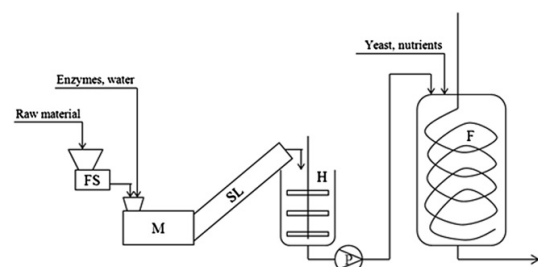 Yeast, nutrients
Enzymes, water
Raw material
FS
M
SL
H
P
F